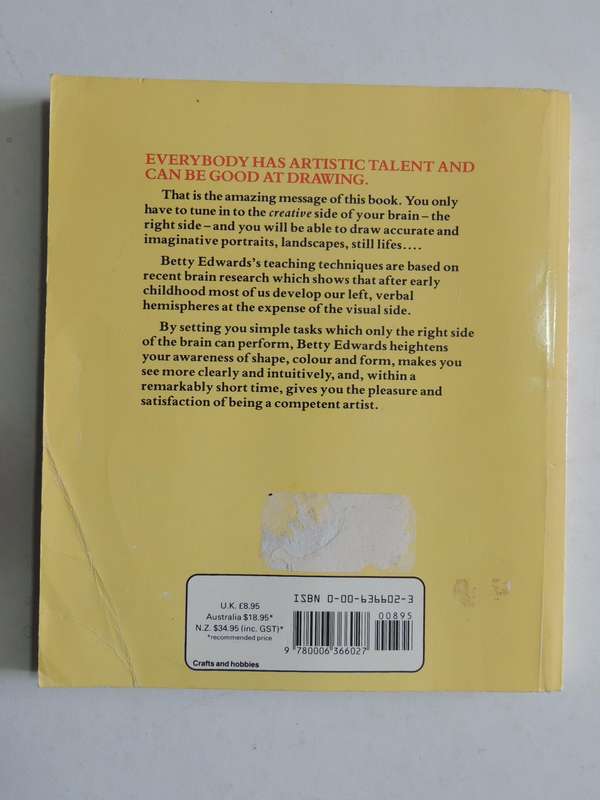 EVERYBODY HAS ARTISTIC TALENT AND
CAN BE GOOD AT DRAWING.
That is the amazing message of this book. You only
have to tune in to the creative side of your brain – the
right side – and you will be able to draw accurate and
imaginative portraits, landscapes, still lifes....
Betty Edwards's teaching techniques are based on
recent brain research which shows that after early
childhood most of us develop our left, verbal
hemispheres at the expense of the visual side.
By setting you simple tasks which only the right side
of the brain can perform, Betty Edwards heightens
your awareness of shape, colour and form, makes you
see more clearly and intuitively, and, within a
remarkably short time, gives you the pleasure and
satisfaction of being a competent artist.
U.K. £8.95
Australia $18.95*
N.Z. $34.95 (inc. GST)*
*recommended price
Crafts and hobbies
ISBN 0-00-636602-3
00895
9 780006 366027